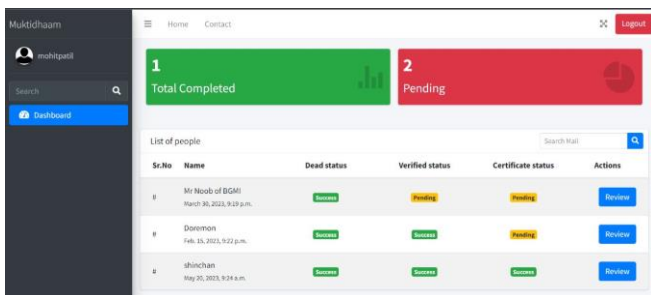 Muktidhaam
Home Contact
Logout
mohitpatil
Search
Dashboard
1
Total Completed
2
Pending
List of people
Search Mail
Sr.No Name Dead status Verified status Certificate status Actions
# Mr Noob of BGMI Success Pending Pending Review
March 30, 2023, 9:19 p.m.
# Doremon Success Success Pending Review
Feb. 15, 2023, 9:22 p.m.
# shinchan Success Success Success Review
May 20, 2023, 9:24 a.m.